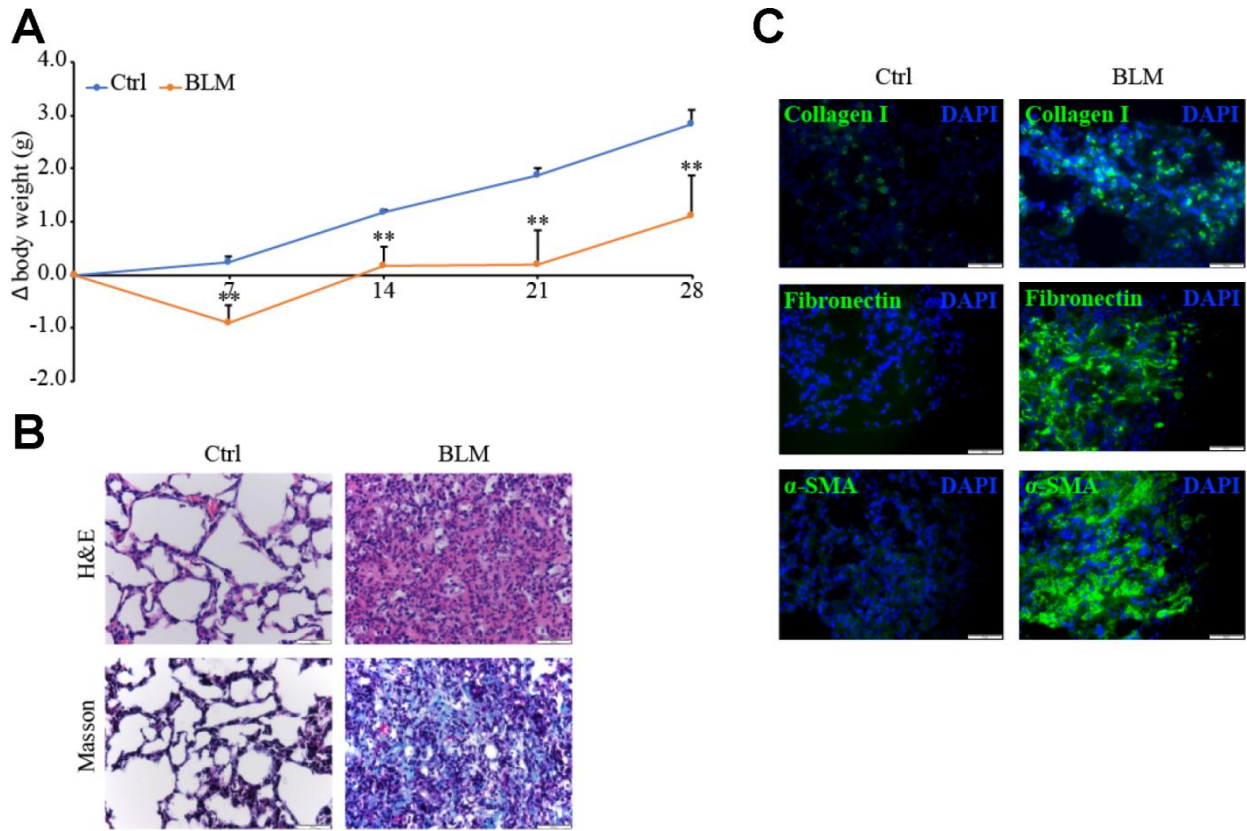 A
4.0
Ctrl BLM
3.0
2.0
1.0
0.0
-1.0
-2.0
Δ body weight (g)
**
**
**
**
7
14
21
28
B
Ctrl BLM
H&E
Masson
C
Ctrl BLM
Collagen I DAPI
Collagen I DAPI
Fibronectin DAPI
Fibronectin DAPI
α-SMA DAPI
α-SMA DAPI